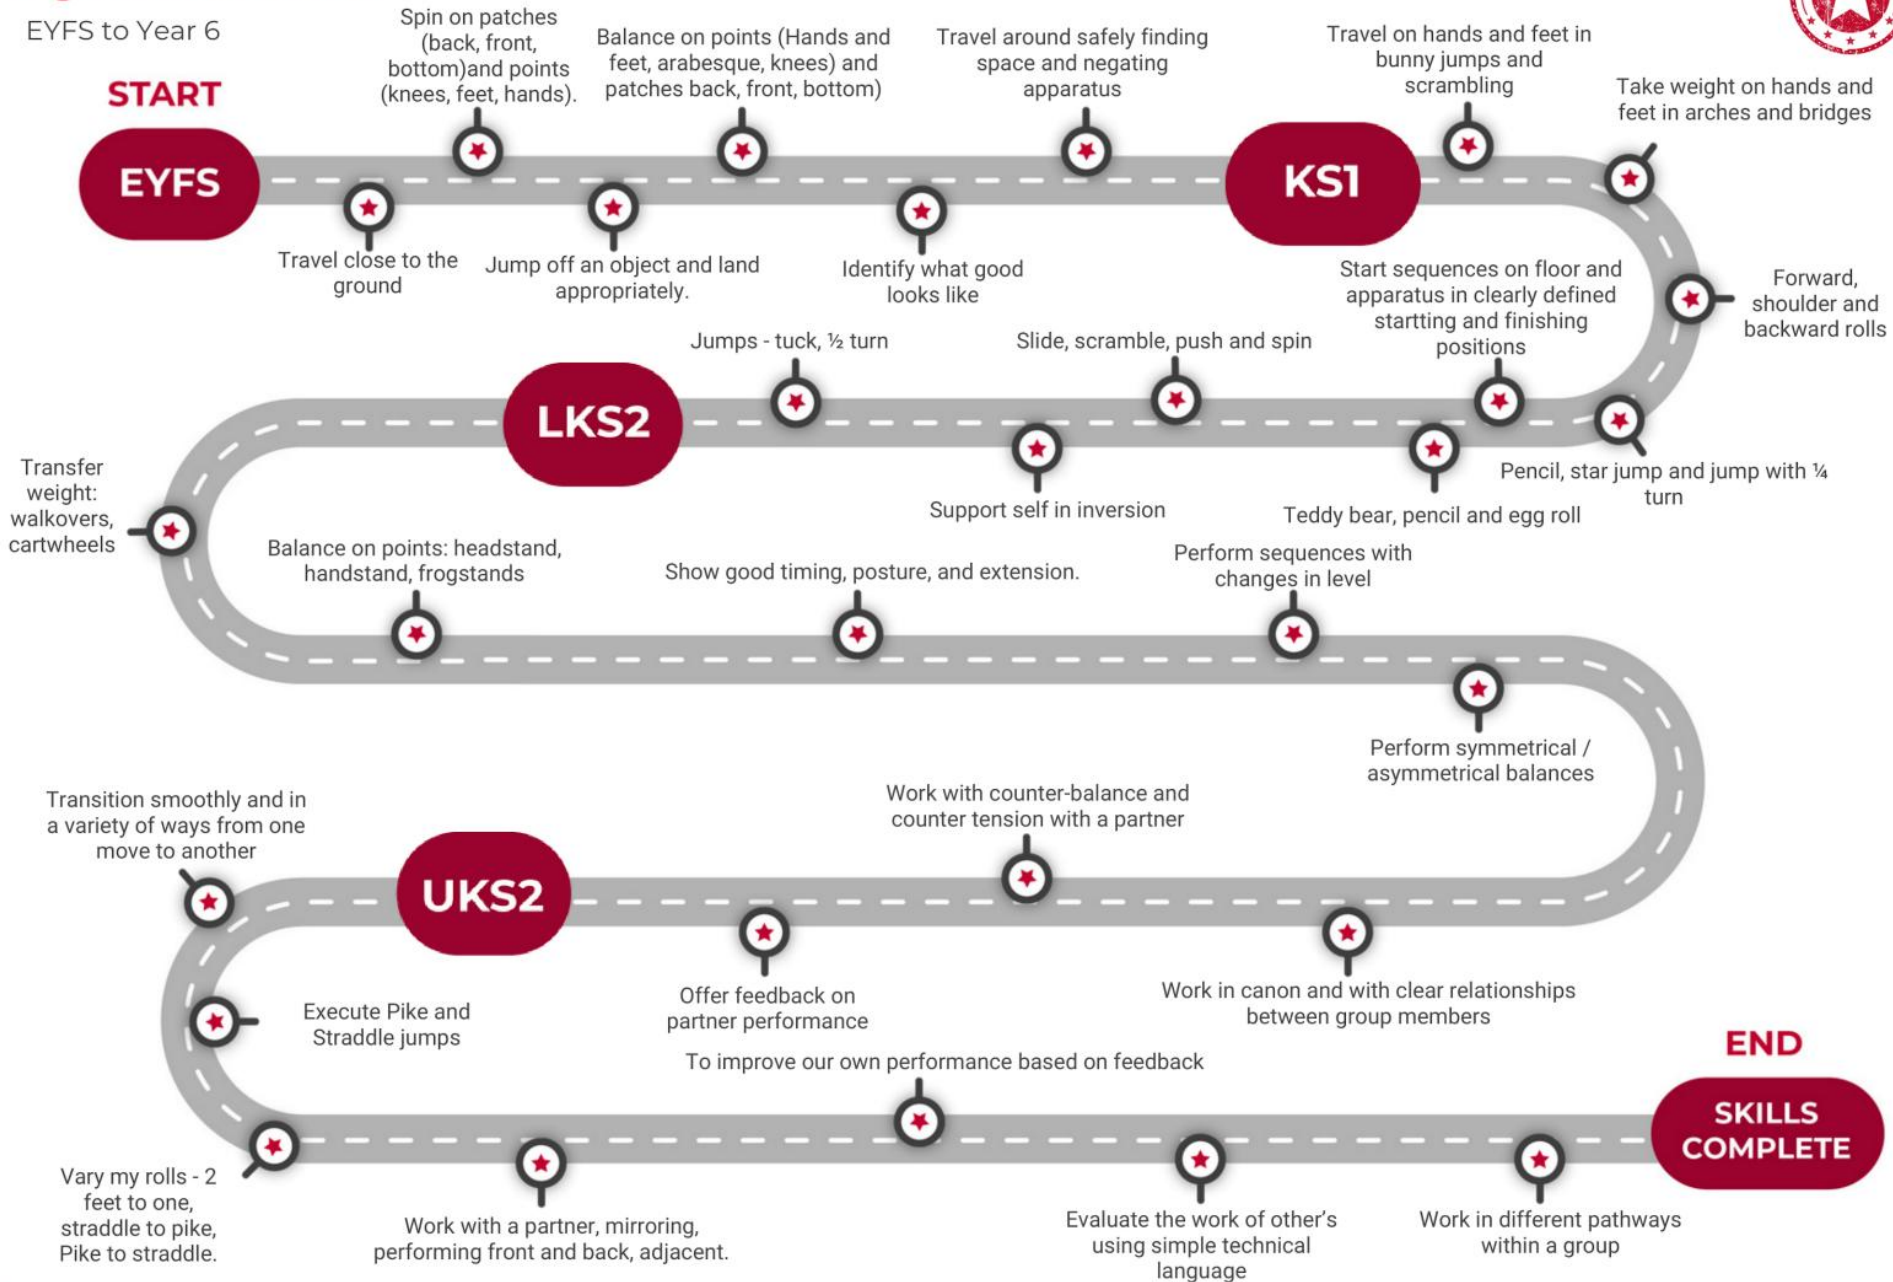 EYFS to Year 6
START
EYFS
Travel close to the
ground
Spin on patches
(back, front,
bottom)and points
(knees, feet, hands).
Jump off an object and land
appropriately.
Balance on points (Hands and
feet, arabesque, knees) and
patches back, front, bottom)
Identify what good
looks like
Travel around safely finding
space and negating
apparatus
KS1
Travel on hands and feet in
bunny jumps and
scrambling
Take weight on hands and
feet in arches and bridges
Forward,
shoulder and
backward rolls
Pencil, star jump and jump with ¼
turn
Start sequences on floor and
apparatus in clearly defined
startting and finishing
positions
Teddy bear, pencil and egg roll
Slide, scramble, push and spin
Support self in inversion
Jumps - tuck, ½ turn
LKS2
Transfer
weight:
walkovers,
cartwheels
Balance on points: headstand,
handstand, frogstands
Show good timing, posture, and extension.
Perform sequences with
changes in level
Perform symmetrical /
asymmetrical balances
Work in canon and with clear relationships
between group members
Work with counter-balance and
counter tension with a partner
Offer feedback on
partner performance
UKS2
Transition smoothly and in
a variety of ways from one
move to another
Execute Pike and
Straddle jumps
Vary my rolls - 2
feet to one,
straddle to pike,
Pike to straddle.
Work with a partner, mirroring,
performing front and back, adjacent.
To improve our own performance based on feedback
Evaluate the work of other's
using simple technical
language
Work in different pathways
within a group
END
SKILLS
COMPLETE